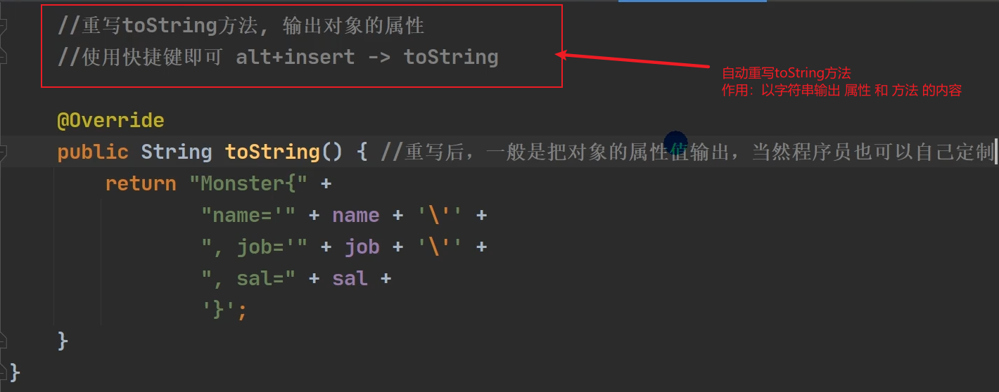 //重写toString方法, 输出对象的属性
//使用快捷键即可 alt+insert -> toString
自动重写toString方法
作用：以字符串输出 属性 和 方法 的内容
@Override
public String toString() { //重写后，一般是把对象的属性值输出，当然程序员也可以自己定制
return "Monster{" +
"name='" + name + '\'' +
", job='" + job + '\'' +
", sal=" + sal +
'}';
}
}